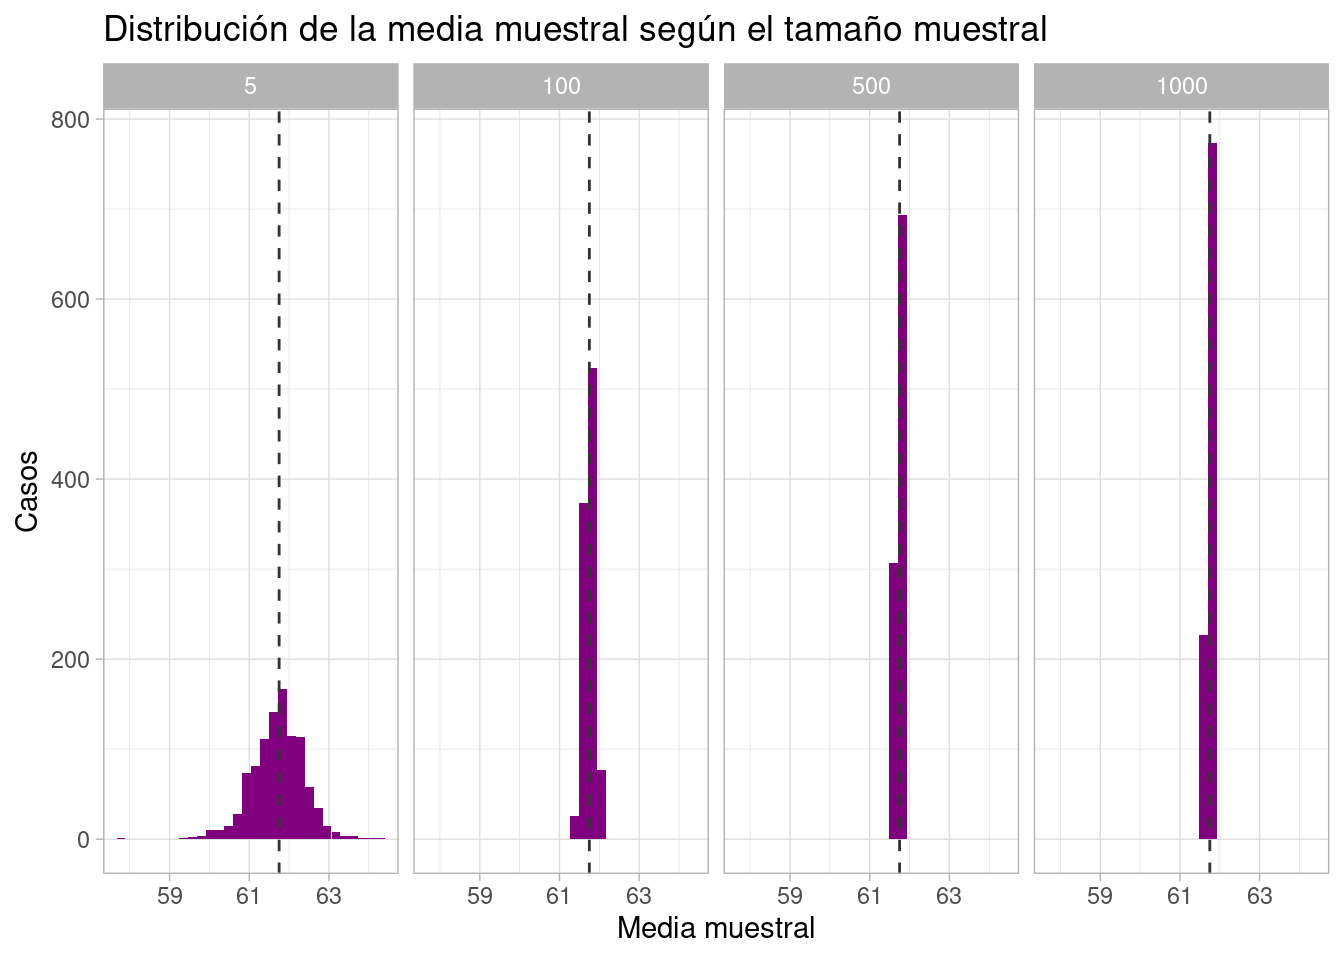 Distribución de la media muestral según el tamaño muestral
5 100 500 1000
800
600
400
200
0
Casos
59 61 63 59 61 63 59 61 63 59 61 63
Media muestral